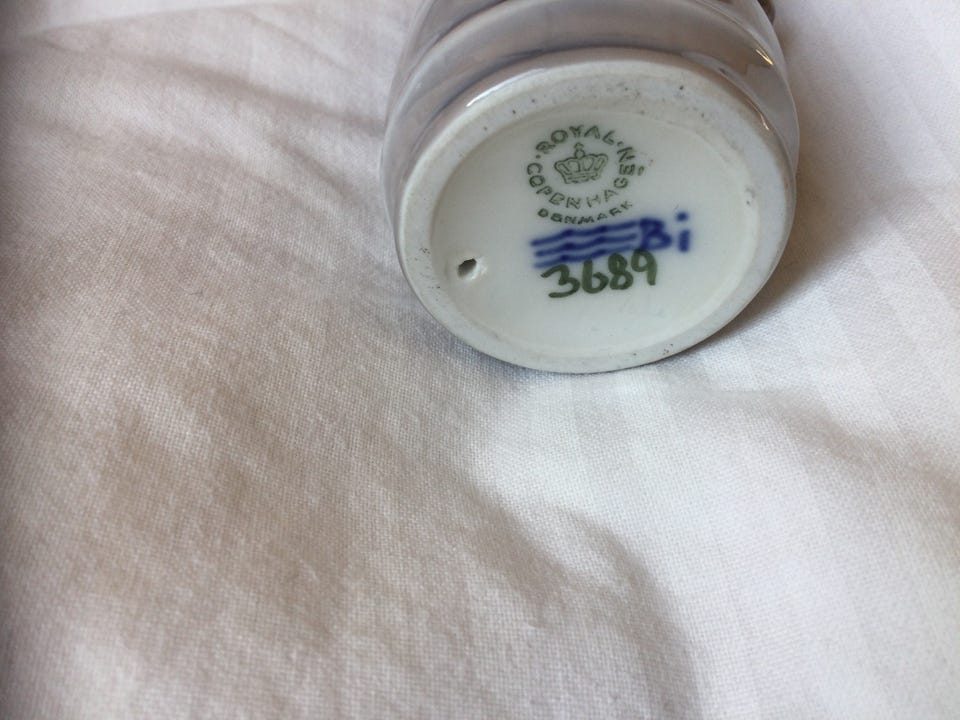 ROYAL
COPENHAGEN
DENMARK
Bi
3689